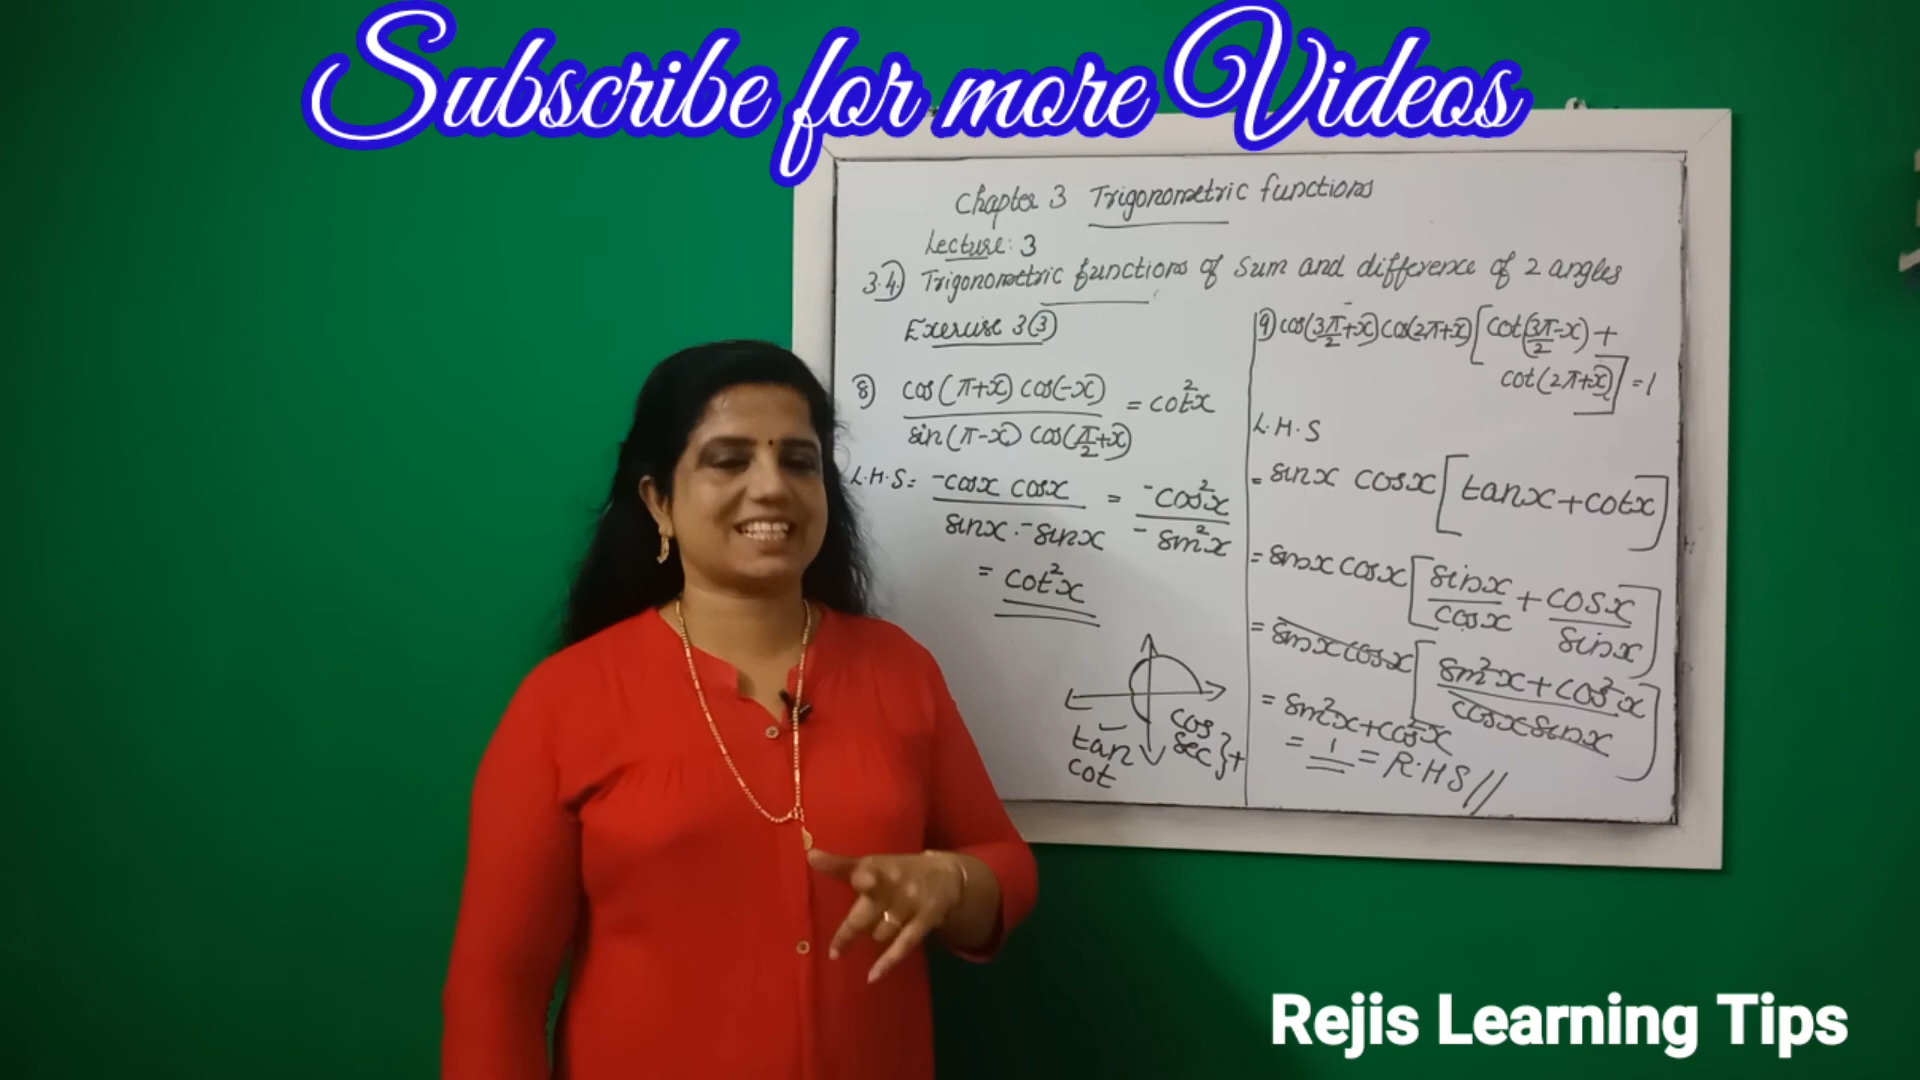 Subscribe for more Videos
Chapter 3 Trigonometric functions
Lecture: 3
3.4) Trigonometric functions of sum and difference of 2 angles
Exercise 3(3)
8) cos(π+x) cos(-x) / sin(π-x) cos(π/2+x) = cot²x
L.H.S = -cosx cosx / sinx . -sinx = -cos²x / -sin²x
= cot²x
tan
cot
cos
sec } +
9) cos(3π/2+x) cos(2π+x) [cot(3π/2-x) +
cot(2π+x)] = 1
L.H.S
= sinx cosx [tanx + cotx]
= sinx cosx [sinx/cosx + cosx/sinx]
= sinx cosx [sin²x + cos²x / cosx sinx]
= sin²x + cos²x
= 1 = R.H.S //
Rejis Learning Tips